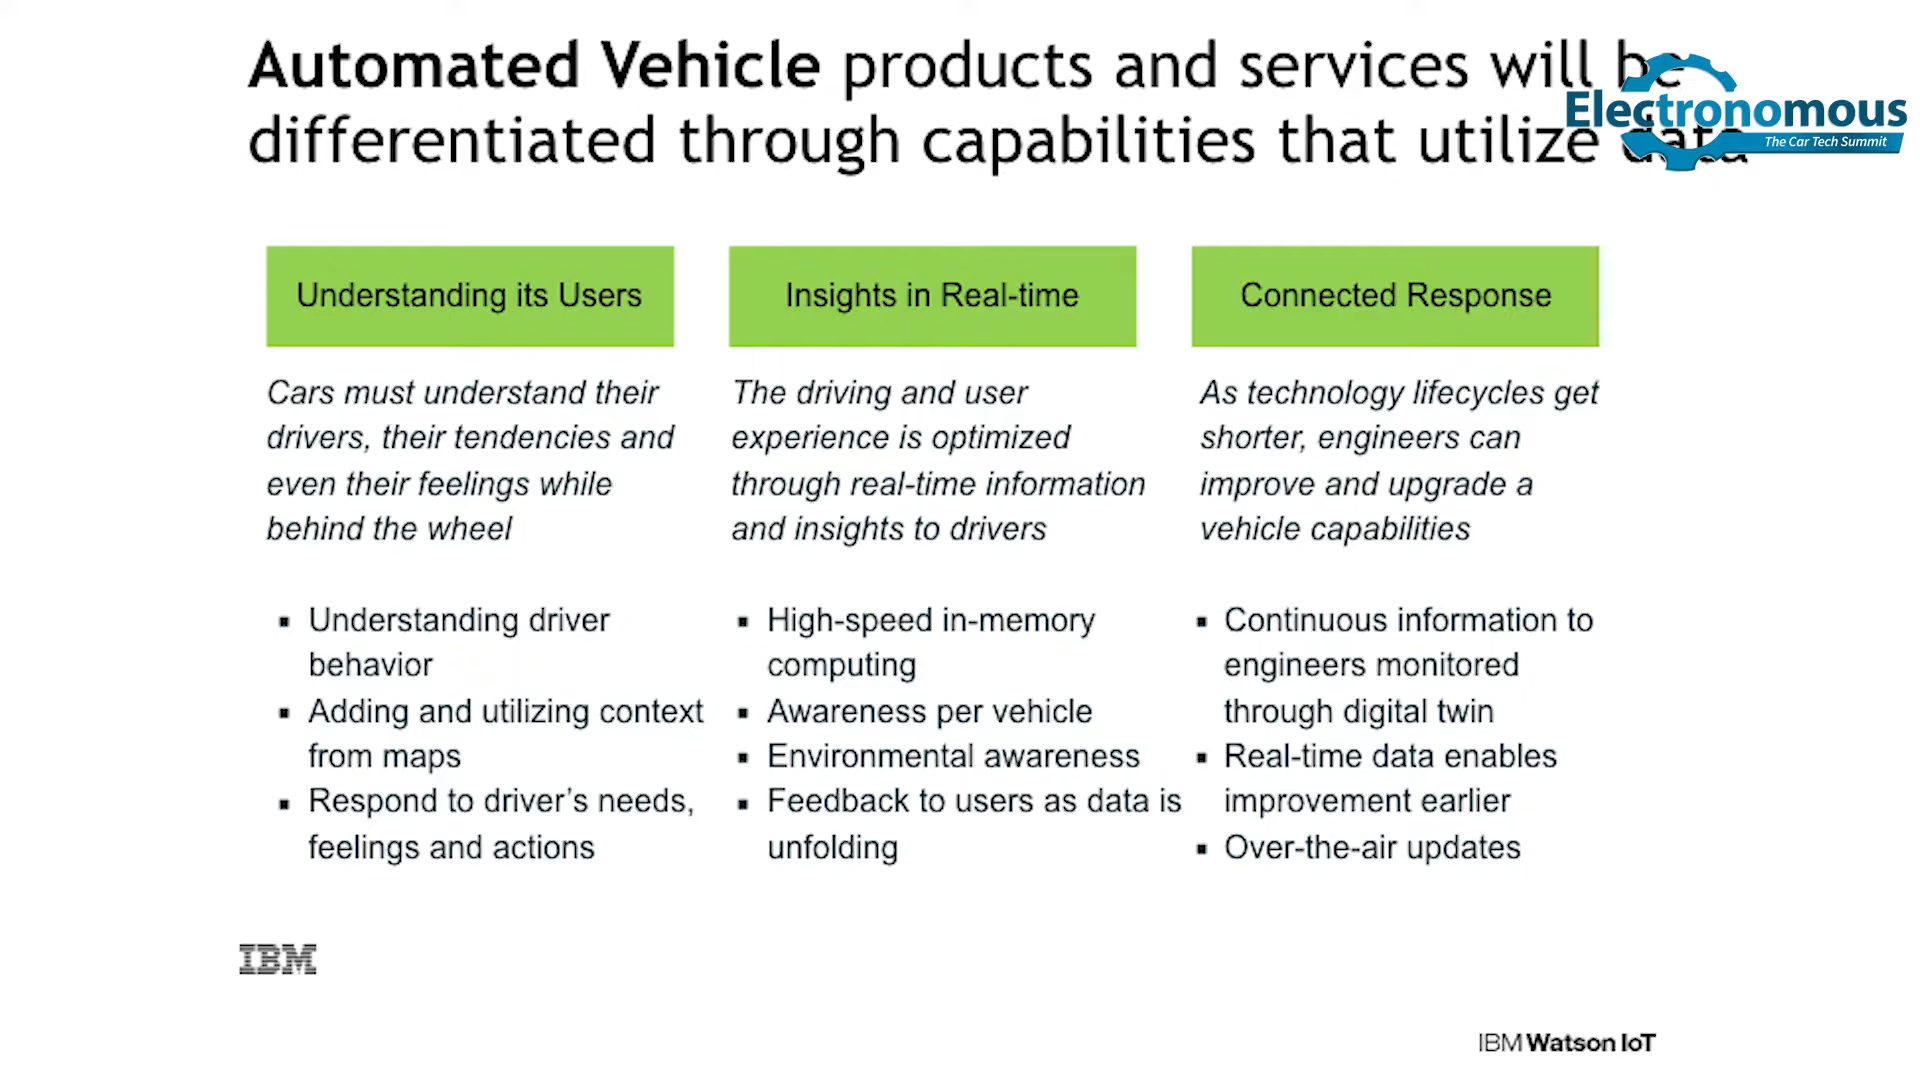 Automated Vehicle products and services will be
differentiated through capabilities that utilize data
Electronomous
The Car Tech Summit
Understanding its Users
Cars must understand their
drivers, their tendencies and
even their feelings while
behind the wheel
▪ Understanding driver
behavior
▪ Adding and utilizing context
from maps
▪ Respond to driver’s needs,
feelings and actions
Insights in Real-time
The driving and user
experience is optimized
through real-time information
and insights to drivers
▪ High-speed in-memory
computing
▪ Awareness per vehicle
▪ Environmental awareness
▪ Feedback to users as data is
unfolding
Connected Response
As technology lifecycles get
shorter, engineers can
improve and upgrade a
vehicle capabilities
▪ Continuous information to
engineers monitored
through digital twin
▪ Real-time data enables
improvement earlier
▪ Over-the-air updates
IBM
IBM Watson IoT